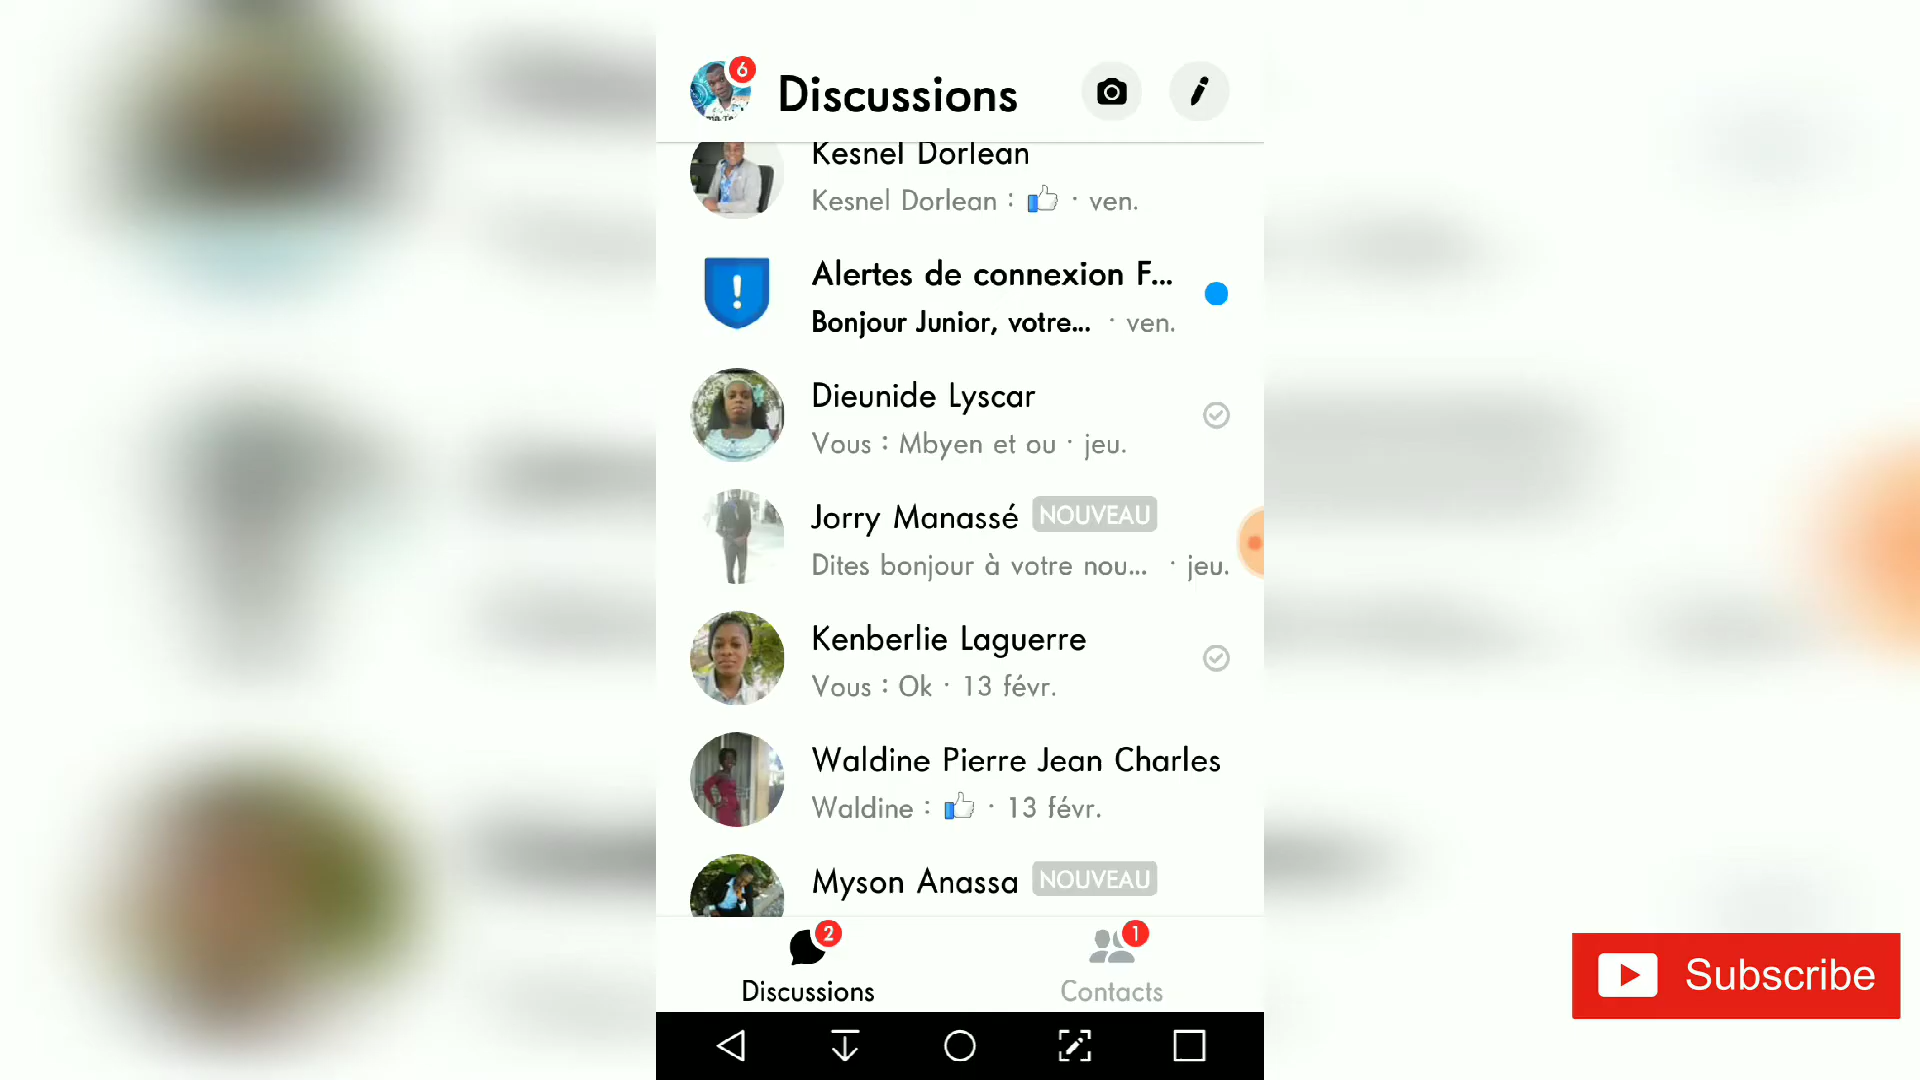 6
Discussions
Kesnel Dorlean
Kesnel Dorlean : 👍 · ven.
Alertes de connexion F...
Bonjour Junior, votre... · ven.
Dieunide Lyscar
Vous : Mbyen et ou · jeu.
Jorry Manassé NOUVEAU
Dites bonjour à votre nou... · jeu.
Kenberlie Laguerre
Vous : Ok · 13 févr.
Waldine Pierre Jean Charles
Waldine : 👍 · 13 févr.
Myson Anassa NOUVEAU
2
1
Discussions
Contacts
Subscribe